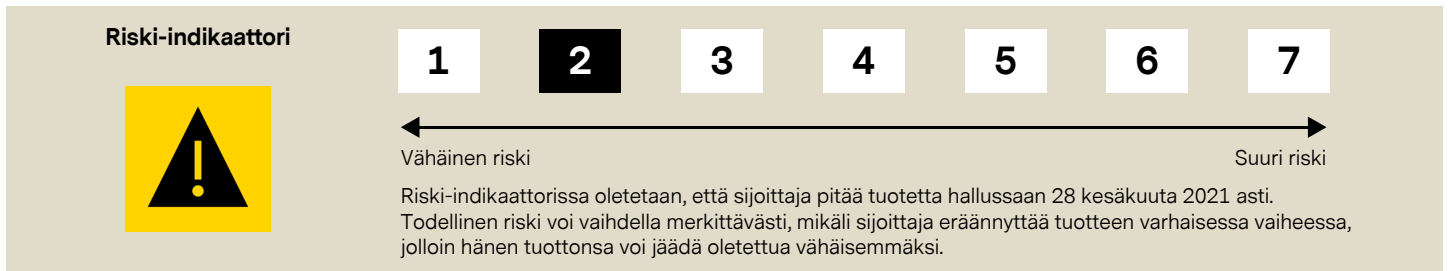 Riski-indikaattori
1 2 3 4 5 6 7
Vähäinen riski Suuri riski
Riski-indikaattorissa oletetaan, että sijoittaja pitää tuotetta hallussaan 28 kesäkuuta 2021 asti.
Todellinen riski voi vaihdella merkittävästi, mikäli sijoittaja eräännyttää tuotteen varhaisessa vaiheessa,
jolloin hänen tuottonsa voi jäädä oletettua vähäisemmäksi.